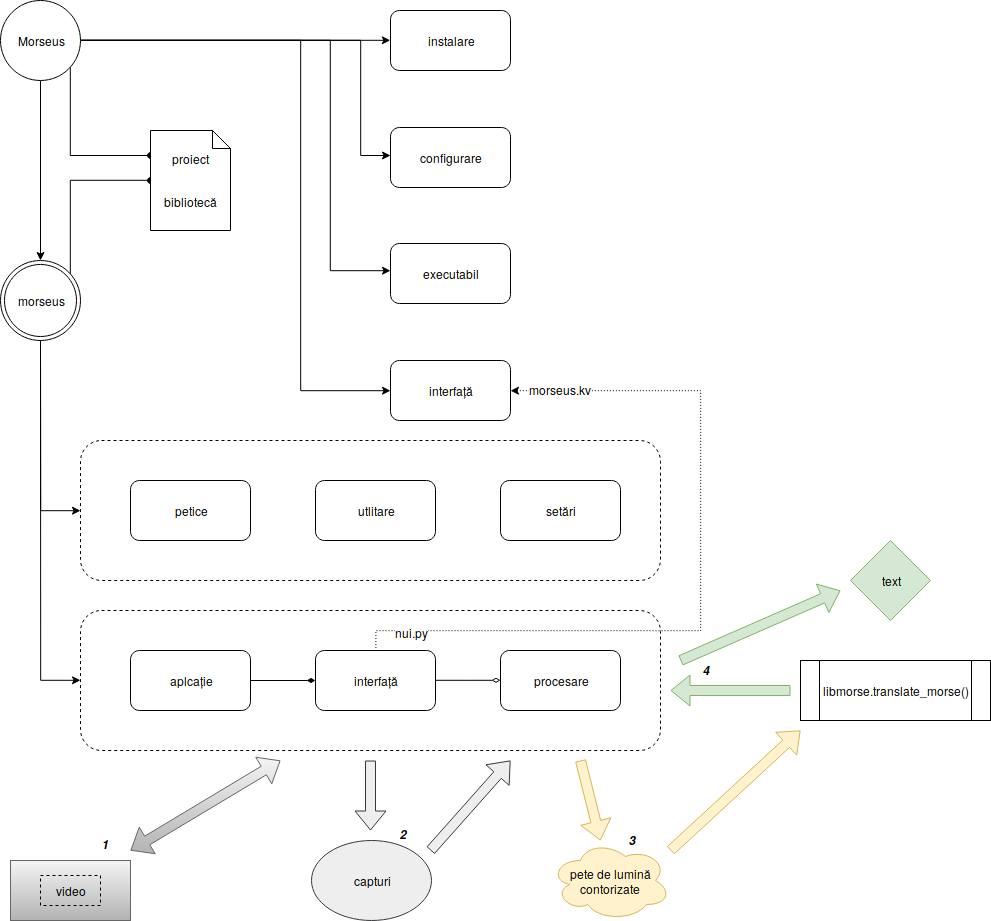 Morseus
instalare
proiect
bibliotecă
configurare
executabil
morseus
interfață
morseus.kv
petice
utlitare
setări
text
nui.py
aplcație
interfață
procesare
4
libmorse.translate_morse()
1
2
3
video
capturi
pete de lumină
contorizate